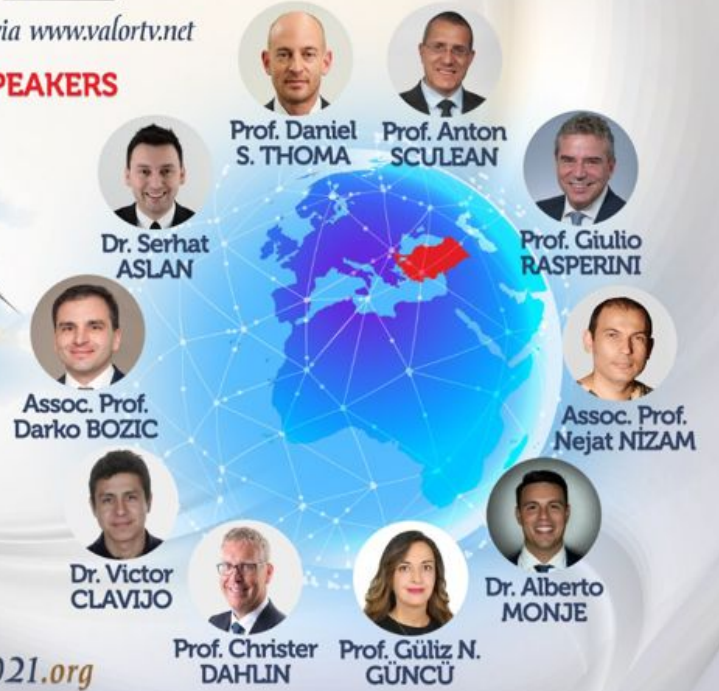 via www.valortv.net
PEAKERS
Prof. Daniel
S. THOMA
Prof. Anton
SCULEAN
Dr. Serhat
ASLAN
Prof. Giulio
RASPERINI
Assoc. Prof.
Darko BOZIC
Assoc. Prof.
Nejat NİZAM
Dr. Victor
CLAVIJO
Dr. Alberto
MONJE
Prof. Christer
DAHLIN
Prof. Güliz N.
GÜNCÜ
021.org